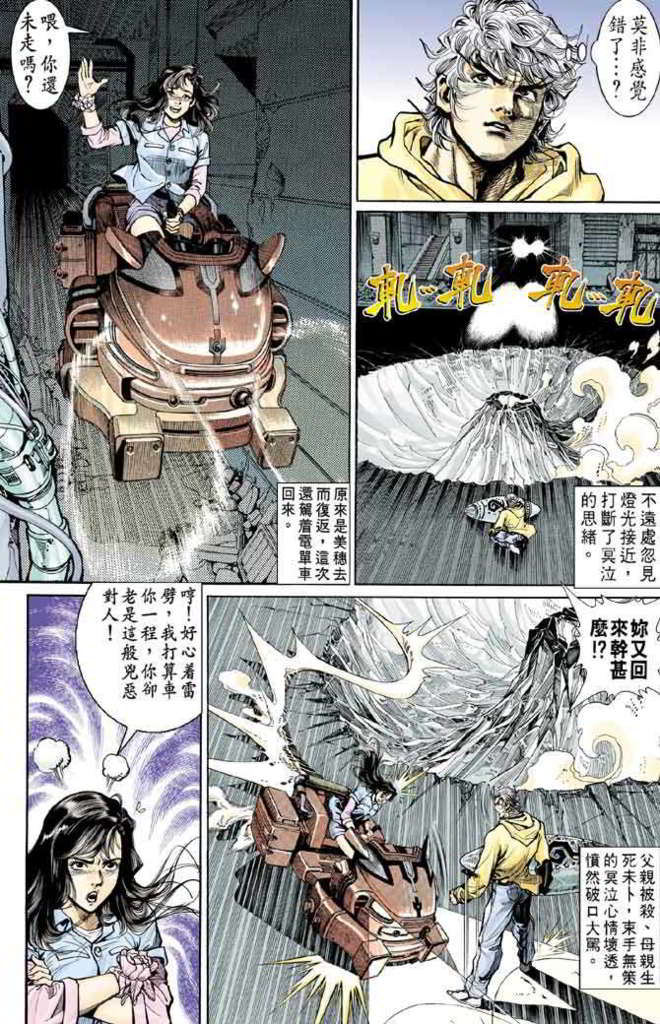 莫非感覺
錯了⋯?
軋⋯軋
軋⋯軋
不遠處忽見
燈光接近，
打斷了冥泣
的思緒。
喂，你還
未走嗎？
原來是美穗去
而復返，這次
還駕着電單車
回來。
妳又回
來幹甚
麼!?
父親被殺、母親生
死未卜，束手無策
的冥泣心情壞透，
憤然破口大罵。
哼！好心着雷
劈，我打算車
你一程，你卻
老是這般兇惡
對人！